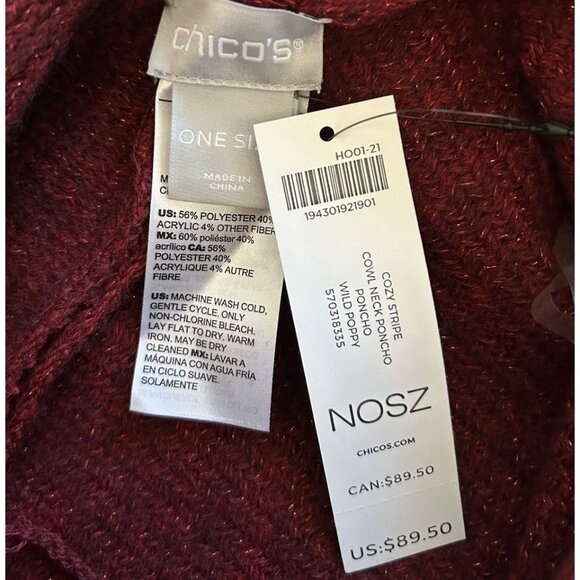 chico's®
ONE
MADE IN
CHINA
US: 56% POLYESTER 40%
ACRYLIC 4% OTHER FIBER
MX: 60% poliéster 40%
acrílico CA: 56%
POLYESTER 40%
ACRYLIQUE 4% AUTRE
FIBRE
US: MACHINE WASH COLD,
GENTLE CYCLE. ONLY
NON-CHLORINE BLEACH.
LAY FLAT TO DRY. WARM
IRON. MAY BE DRY
CLEANED MX: LAVAR A
MÁQUINA CON AGUA FRÍA
EN CICLO SUAVE.
SOLAMENTE
HO01-21
194301921901
COZY STRIPE
COWL NECK PONCHO
PONCHO
WILD POPPY
570318335
NOSZ
CHICOS.COM
CAN:$89.50
US:$89.50